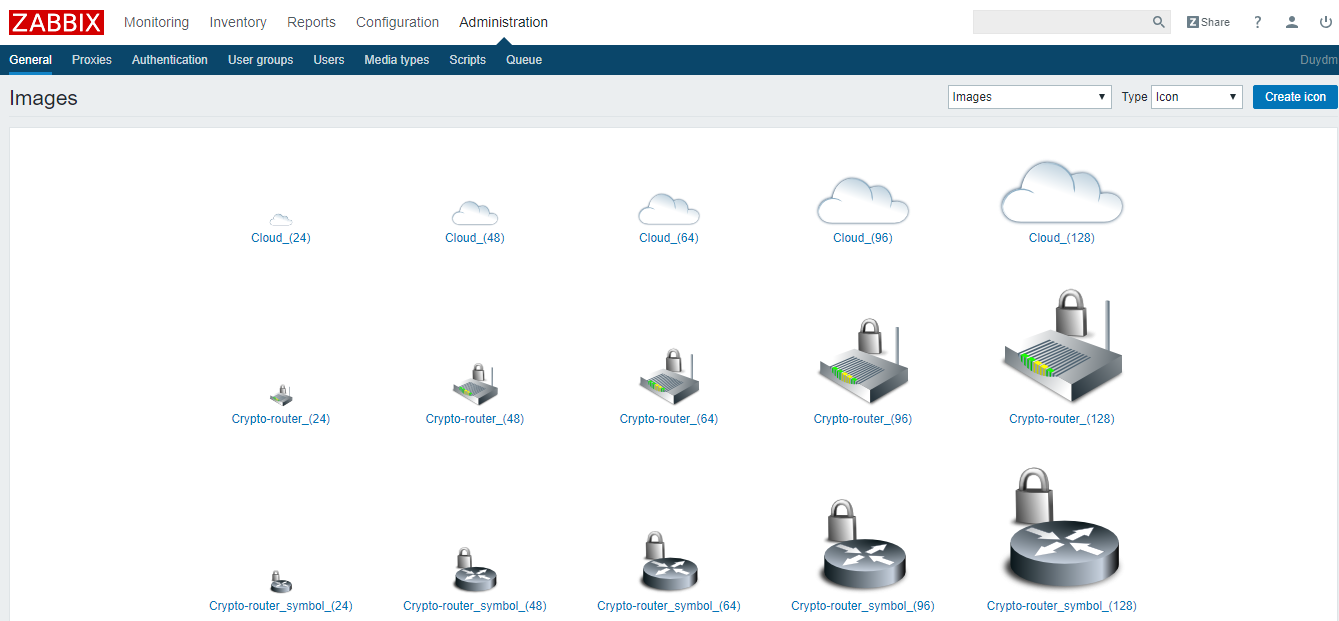 ZABBIX Monitoring Inventory Reports Configuration Administration Z Share ?
General Proxies Authentication User groups Users Media types Scripts Queue Duydm
Images Images Type Icon Create icon
Cloud_(24) Cloud_(48) Cloud_(64) Cloud_(96) Cloud_(128)
Crypto-router_(24) Crypto-router_(48) Crypto-router_(64) Crypto-router_(96) Crypto-router_(128)
Crypto-router_symbol_(24) Crypto-router_symbol_(48) Crypto-router_symbol_(64) Crypto-router_symbol_(96) Crypto-router_symbol_(128)